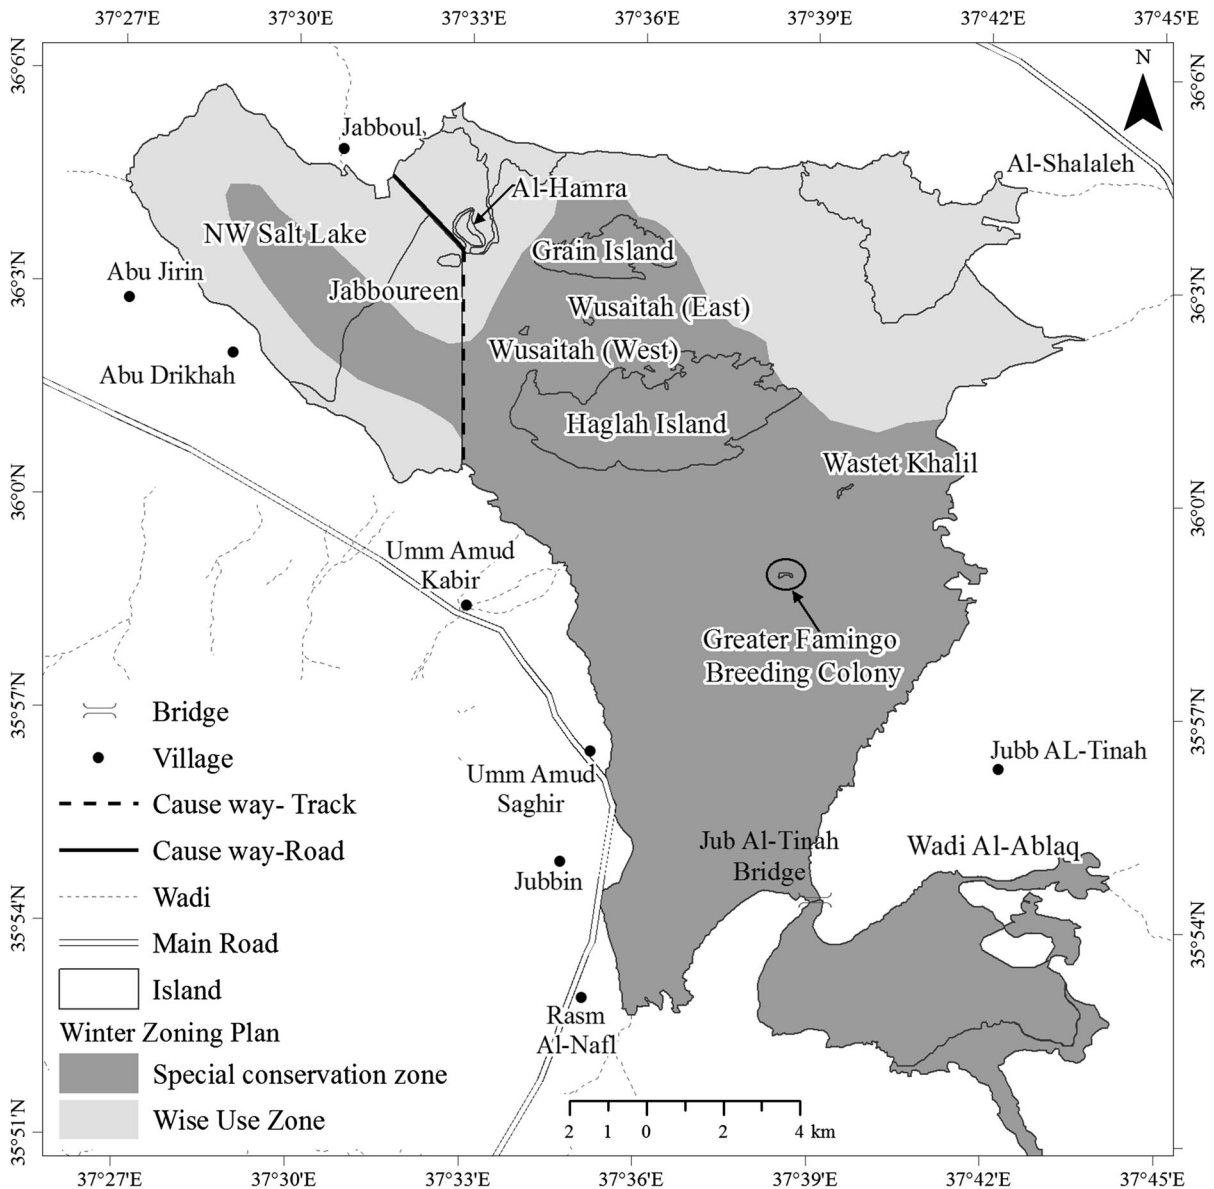 37°27'E 37°30'E 37°33'E 37°36'E 37°39'E 37°42'E 37°45'E
36°6'N
36°6'N
N
Jabboul,
Al-Shalaleh
Al-Hamra
NW Salt Lake
Grain Island
Abu Jirin
36°3'N
36°3'N
Jabboureen
Wusaitah (East)
Wusaitah (West)
Abu Drikhah
Haglah Island
Wastet Khalil
36°0'N
36°0'N
Umm Amud
Kabir
Greater Famingo
Breeding Colony
35°57'N
35°57'N
Bridge
Village
Umm Amud
Saghir
Jubb AL-Tinah
Cause way- Track
Cause way-Road
Jub Al-Tinah
Bridge
Wadi Al-Ablaq
Jubbin
Wadi
35°54'N
35°54'N
Main Road
Island
Rasm
Al-Nafl
Winter Zoning Plan
Special conservation zone
Wise Use Zone
2 1 0 2 4 km
35°51'N
37°27'E 37°30'E 37°33'E 37°36'E 37°39'E 37°42'E 37°45'E